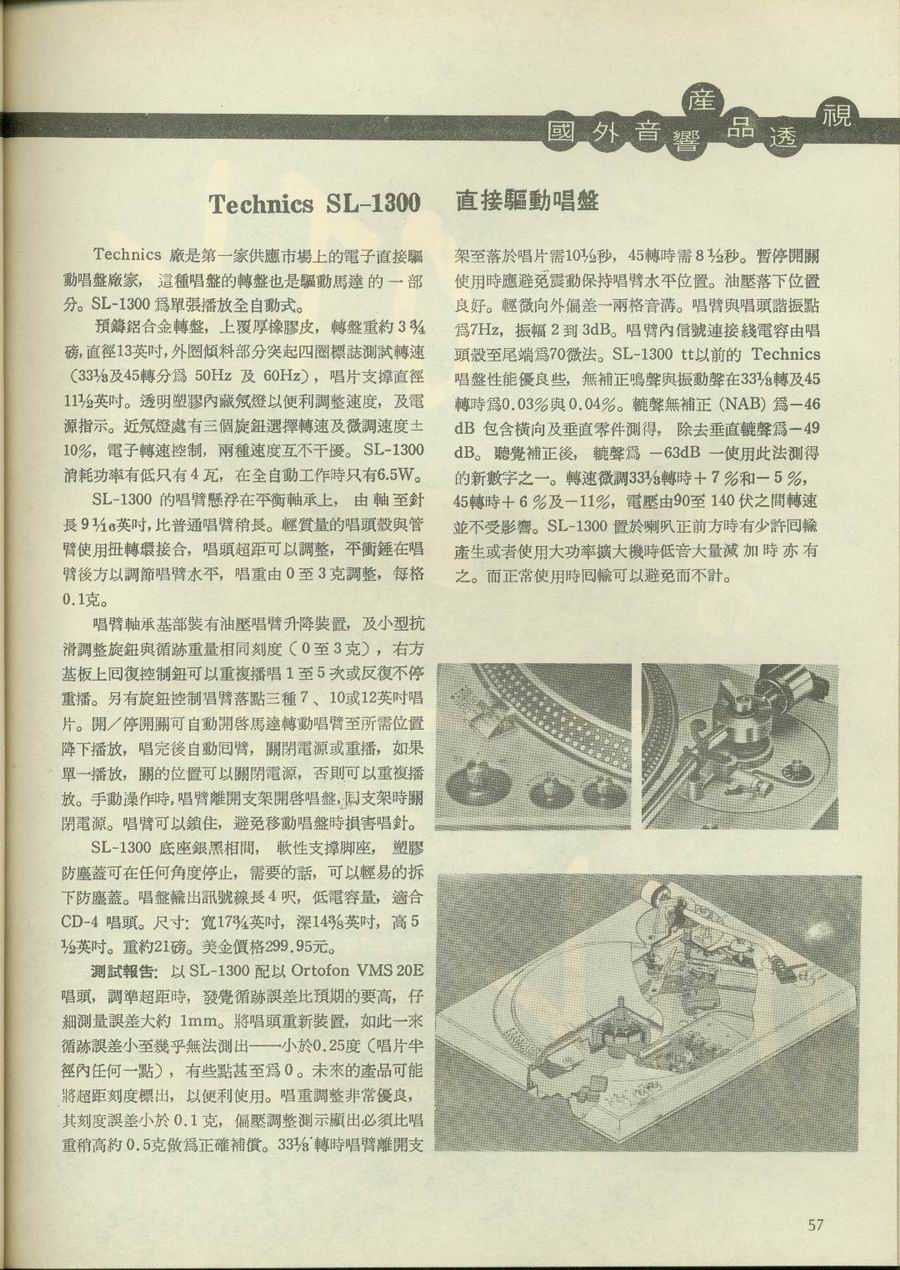 國外音響産品透視
Technics SL-1300 直接驅動唱盤
Technics 廠是第一家供應市場上的電子直接驅
動唱盤廠家，這種唱盤的轉盤也是驅動馬達的一部
分。SL-1300 爲單張播放全自動式。
預鑄鋁合金轉盤，上覆厚橡膠皮，轉盤重約 3¾
磅，直徑13英吋，外圈傾料部分突起四圈標誌測試轉速
（33⅓及45轉分爲 50Hz 及 60Hz），唱片支撐直徑
11½英吋。透明塑膠內藏氖燈以便利調整速度，及電
源指示。近氖燈處有三個旋鈕選擇轉速及微調速度±
10%，電子轉速控制，兩種速度互不干擾。SL-1300
消耗功率有低只有 4 瓦，在全自動工作時只有6.5W。
SL-1300 的唱臂懸浮在平衡軸承上，由軸至針
長 9 1/16英吋，比普通唱臂稍長。輕質量的唱頭殼與管
臂使用扭轉環接合，唱頭超距可以調整，平衡錘在唱
臂後方以調節唱臂水平，唱重由 0 至 3 克調整，每格
0.1克。
唱臂軸承基部裝有油壓唱臂升降裝置，及小型抗
滑調整旋鈕與循跡重量相同刻度（0 至 3 克），右方
基板上回復控制鈕可以重複播唱 1 至 5 次或反復不停
重播。另有旋鈕控制唱臂落點三種 7、10或12英吋唱
片。開／停開關可自動開啓馬達轉動唱臂至所需位置
降下播放，唱完後自動囘臂，關閉電源或重播，如果
單一播放，關的位置可以關閉電源，否則可以重複播
放。手動操作時，唱臂離開支架開啓唱盤，囘支架時關
閉電源。唱臂可以鎖住，避免移動唱盤時損害唱針。
SL-1300 底座銀黑相間，軟性支撐脚座，塑膠
防塵蓋可在任何角度停止，需要的話，可以輕易的拆
下防塵蓋。唱盤輸出訊號線長 4 呎，低電容量，適合
CD-4 唱頭。尺寸：寬17¾英吋，深14⅜英吋，高 5
½英吋。重約21磅。美金價格299.95元。
測試報告：以 SL-1300 配以 Ortofon VMS 20E
唱頭，調準超距時，發覺循跡誤差比預期的要高，仔
細測量誤差大約 1mm。將唱頭重新裝置，如此一來
循跡誤差小至幾乎無法測出——小於0.25度（唱片半
徑內任何一點），有些點甚至爲 0。未來的產品可能
將超距刻度標出，以便利使用。唱重調整非常優良，
其刻度誤差小於 0.1 克，偏壓調整測示顯出必須比唱
重稍高約 0.5克做爲正確補償。33⅓轉時唱臂離開支
架至落於唱片需10½秒，45轉時需 8½秒。暫停開關
使用時應避免震動保持唱臂水平位置。油壓落下位置
良好。輕微向外偏差一兩格音溝。唱臂與唱頭諧振點
爲7Hz，振幅 2 到 3dB。唱臂內信號連接綫電容由唱
頭殼至尾端爲70微法。SL-1300 tt以前的 Technics
唱盤性能優良些，無補正鳴聲與振動聲在33⅓轉及45
轉時爲0.03%與0.04%。轆聲無補正 (NAB) 爲－46
dB 包含橫向及垂直零件測得，除去垂直轆聲爲－49
dB。聽覺補正後，轆聲爲 －63dB 一使用此法測得
的新數字之一。轉速微調33⅓轉時＋7 %和－5 %，
45轉時＋6 %及－11%，電壓由90至 140 伏之間轉速
並不受影響。SL-1300 置於喇叭正前方時有少許囘輸
產生或者使用大功率擴大機時低音大量減加時亦有
之。而正常使用時囘輸可以避免而不計。
57